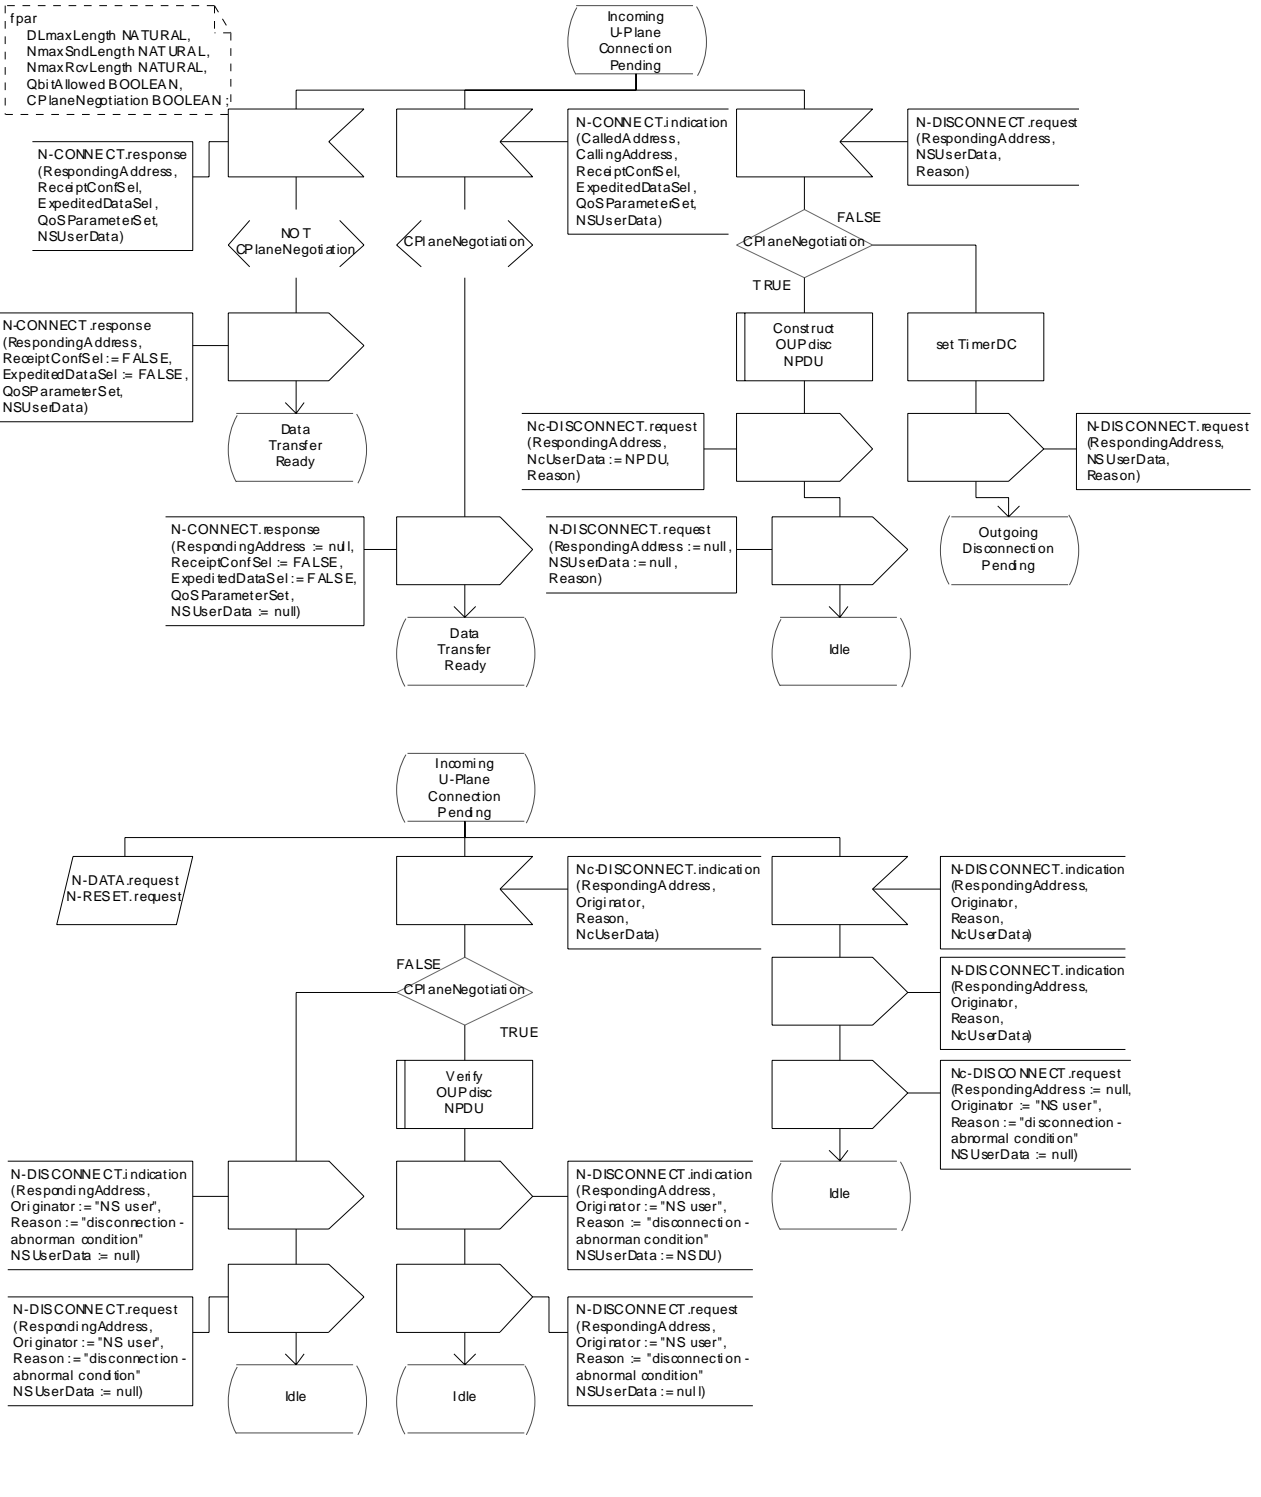 fpar
DLmaxLength NATURAL,
NmaxSndLength NATURAL,
NmaxRcvLength NATURAL,
QbitAllowed BOOLEAN,
CPlaneNegotiation BOOLEAN ;
Incoming
U-Plane
Connection
Pending
N-CONNECT.response
(RespondingAddress,
ReceiptConfSel,
ExpeditedDataSel,
QoSParameterSet,
NSUserData)
N-CONNECT.indication
(CalledAddress,
CallingAddress,
ReceiptConfSel,
ExpeditedDataSel,
QoSParameterSet,
NSUserData)
N-DISCONNECT.request
(RespondingAddress,
NSUserData,
Reason)
NOT
CPlaneNegotiation
CPlaneNegotiation
CPlaneNegotiation
FALSE
TRUE
N-CONNECT.response
(RespondingAddress,
ReceiptConfSel := FALSE,
ExpeditedDataSel := FALSE,
QoSParameterSet,
NSUserData)
Construct
OUPdisc
NPDU
set TimerDC
Data
Transfer
Ready
Nc-DISCONNECT.request
(RespondingAddress,
NcUserData := NPDU,
Reason)
N-DISCONNECT.request
(RespondingAddress,
NSUserData,
Reason)
N-CONNECT.response
(RespondingAddress := null,
ReceiptConfSel := FALSE,
ExpeditedDataSel := FALSE,
QoSParameterSet,
NSUserData := null)
N-DISCONNECT.request
(RespondingAddress := null,
NSUserData := null,
Reason)
Outgoing
Disconnection
Pending
Data
Transfer
Ready
Idle
Incoming
U-Plane
Connection
Pending
N-DATA.request
N-RESET.request
Nc-DISCONNECT.indication
(RespondingAddress,
Originator,
Reason,
NcUserData)
N-DISCONNECT.indication
(RespondingAddress,
Originator,
Reason,
NcUserData)
FALSE
CPlaneNegotiation
TRUE
N-DISCONNECT.indication
(RespondingAddress,
Originator,
Reason,
NcUserData)
Verify
OUPdisc
NPDU
Nc-DISCONNECT.request
(RespondingAddress := null,
Originator := "NS user",
Reason := "disconnection -
abnormal condition"
NSUserData := null)
N-DISCONNECT.indication
(RespondingAddress,
Originator := "NS user",
Reason := "disconnection -
abnorman condition"
NSUserData := null)
N-DISCONNECT.indication
(RespondingAddress,
Originator := "NS user",
Reason := "disconnection -
abnorman condition"
NSUserData := NSDU)
Idle
N-DISCONNECT.request
(RespondingAddress,
Originator := "NS user",
Reason := "disconnection -
abnormal condition"
NSUserData := null)
N-DISCONNECT.request
(RespondingAddress,
Originator := "NS user",
Reason := "disconnection -
abnormal condition"
NSUserData := null)
Idle
Idle